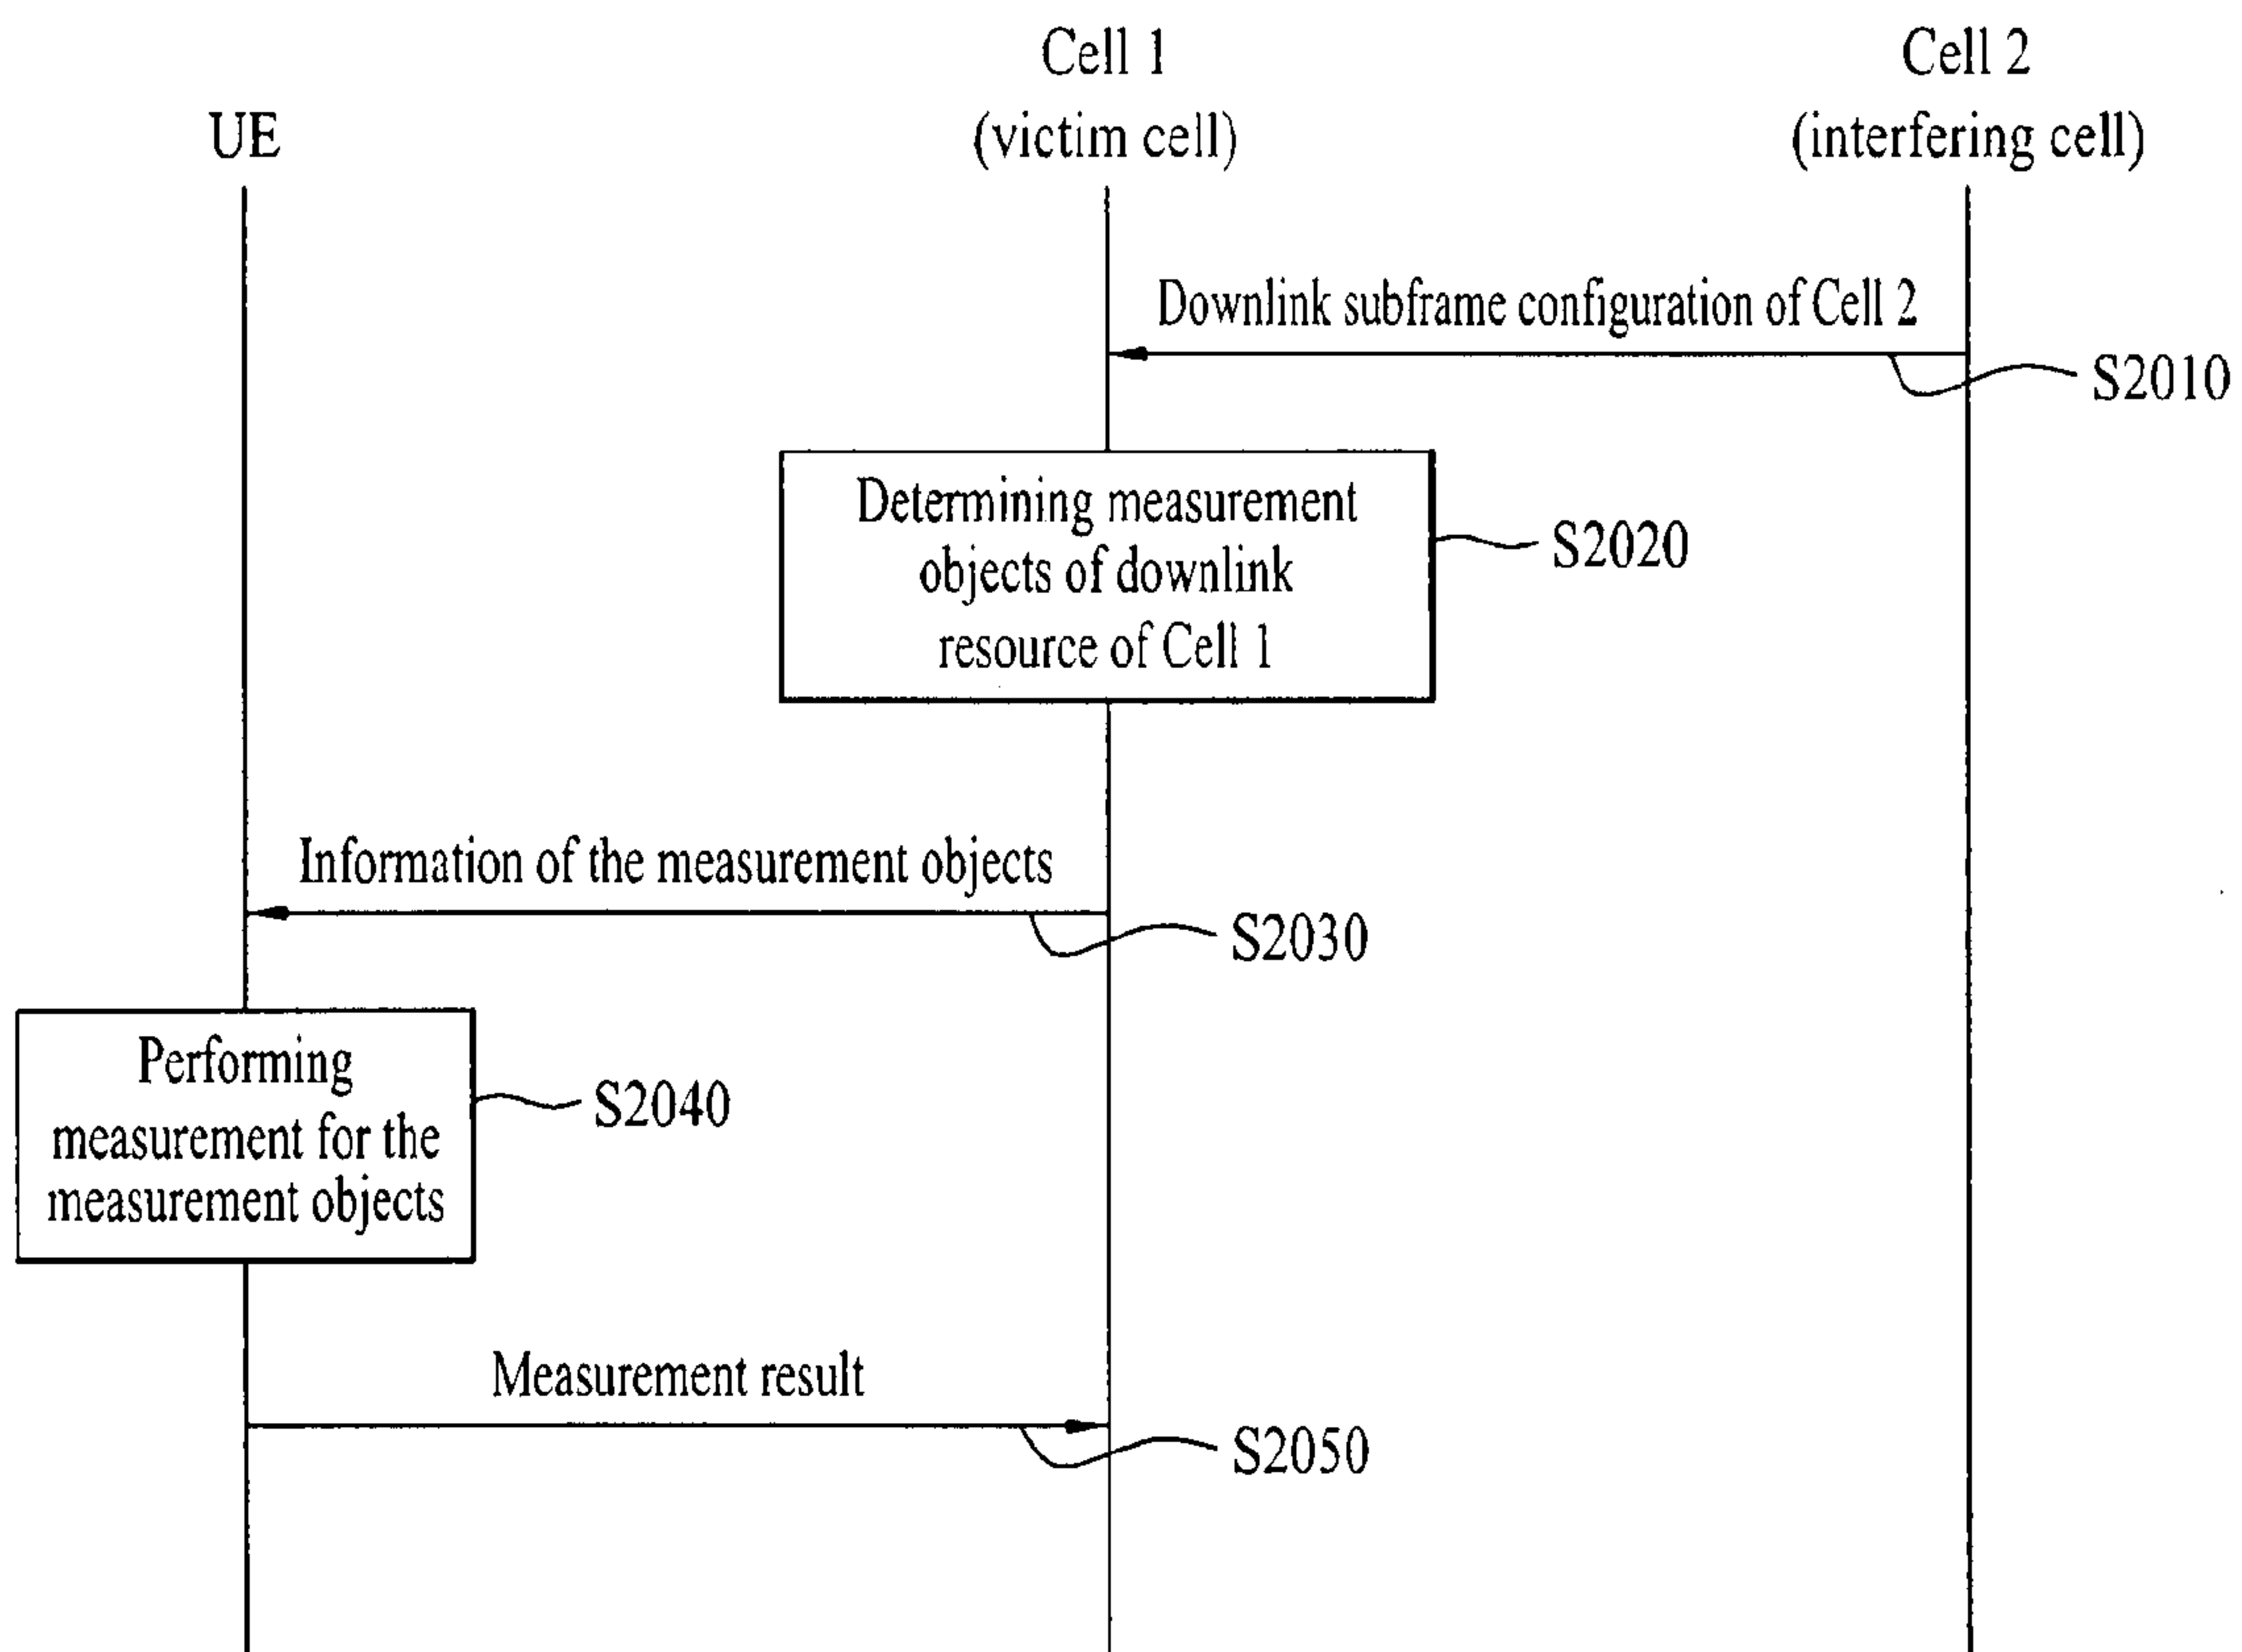 Cell 1
Cell 2
UE
(victim cell)
(interfering cell)
Downlink subframe configuration of Cell 2
S2010
Determining measurement
objects of downlink
resource of Cell 1
S2020
Information of the measurement objects
S2030
Performing
measurement for the
measurement objects
S2040
Measurement result
S2050